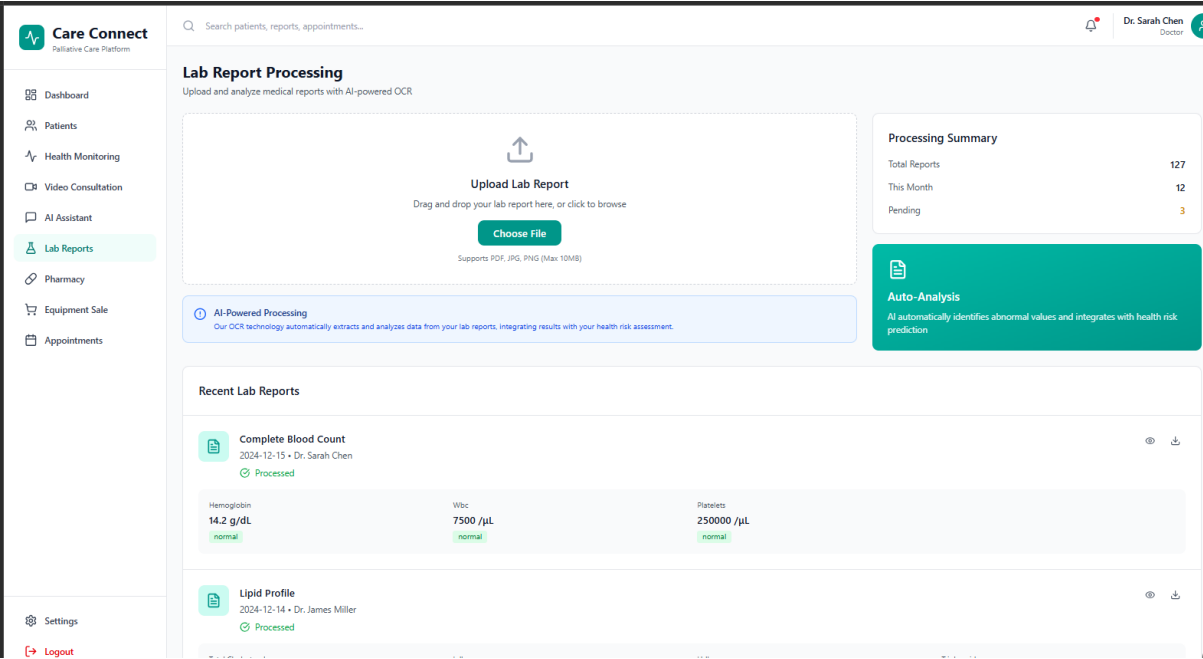 Care Connect
Palliative Care Platform
Search patients, reports, appointments...
Dr. Sarah Chen
Doctor
Dashboard
Patients
Health Monitoring
Video Consultation
AI Assistant
Lab Reports
Pharmacy
Equipment Sale
Appointments
Settings
Logout
Lab Report Processing
Upload and analyze medical reports with AI-powered OCR
Upload Lab Report
Drag and drop your lab report here, or click to browse
Choose File
Supports PDF, JPG, PNG (Max 10MB)
AI-Powered Processing
Our OCR technology automatically extracts and analyzes data from your lab reports, integrating results with your health risk assessment.
Processing Summary
Total Reports 127
This Month 12
Pending 3
Auto-Analysis
AI automatically identifies abnormal values and integrates with health risk
prediction
Recent Lab Reports
Complete Blood Count
2024-12-15 • Dr. Sarah Chen
Processed
Hemoglobin Wbc Platelets
14.2 g/dL 7500 /μL 250000 /μL
normal normal normal
Lipid Profile
2024-12-14 • Dr. James Miller
Processed